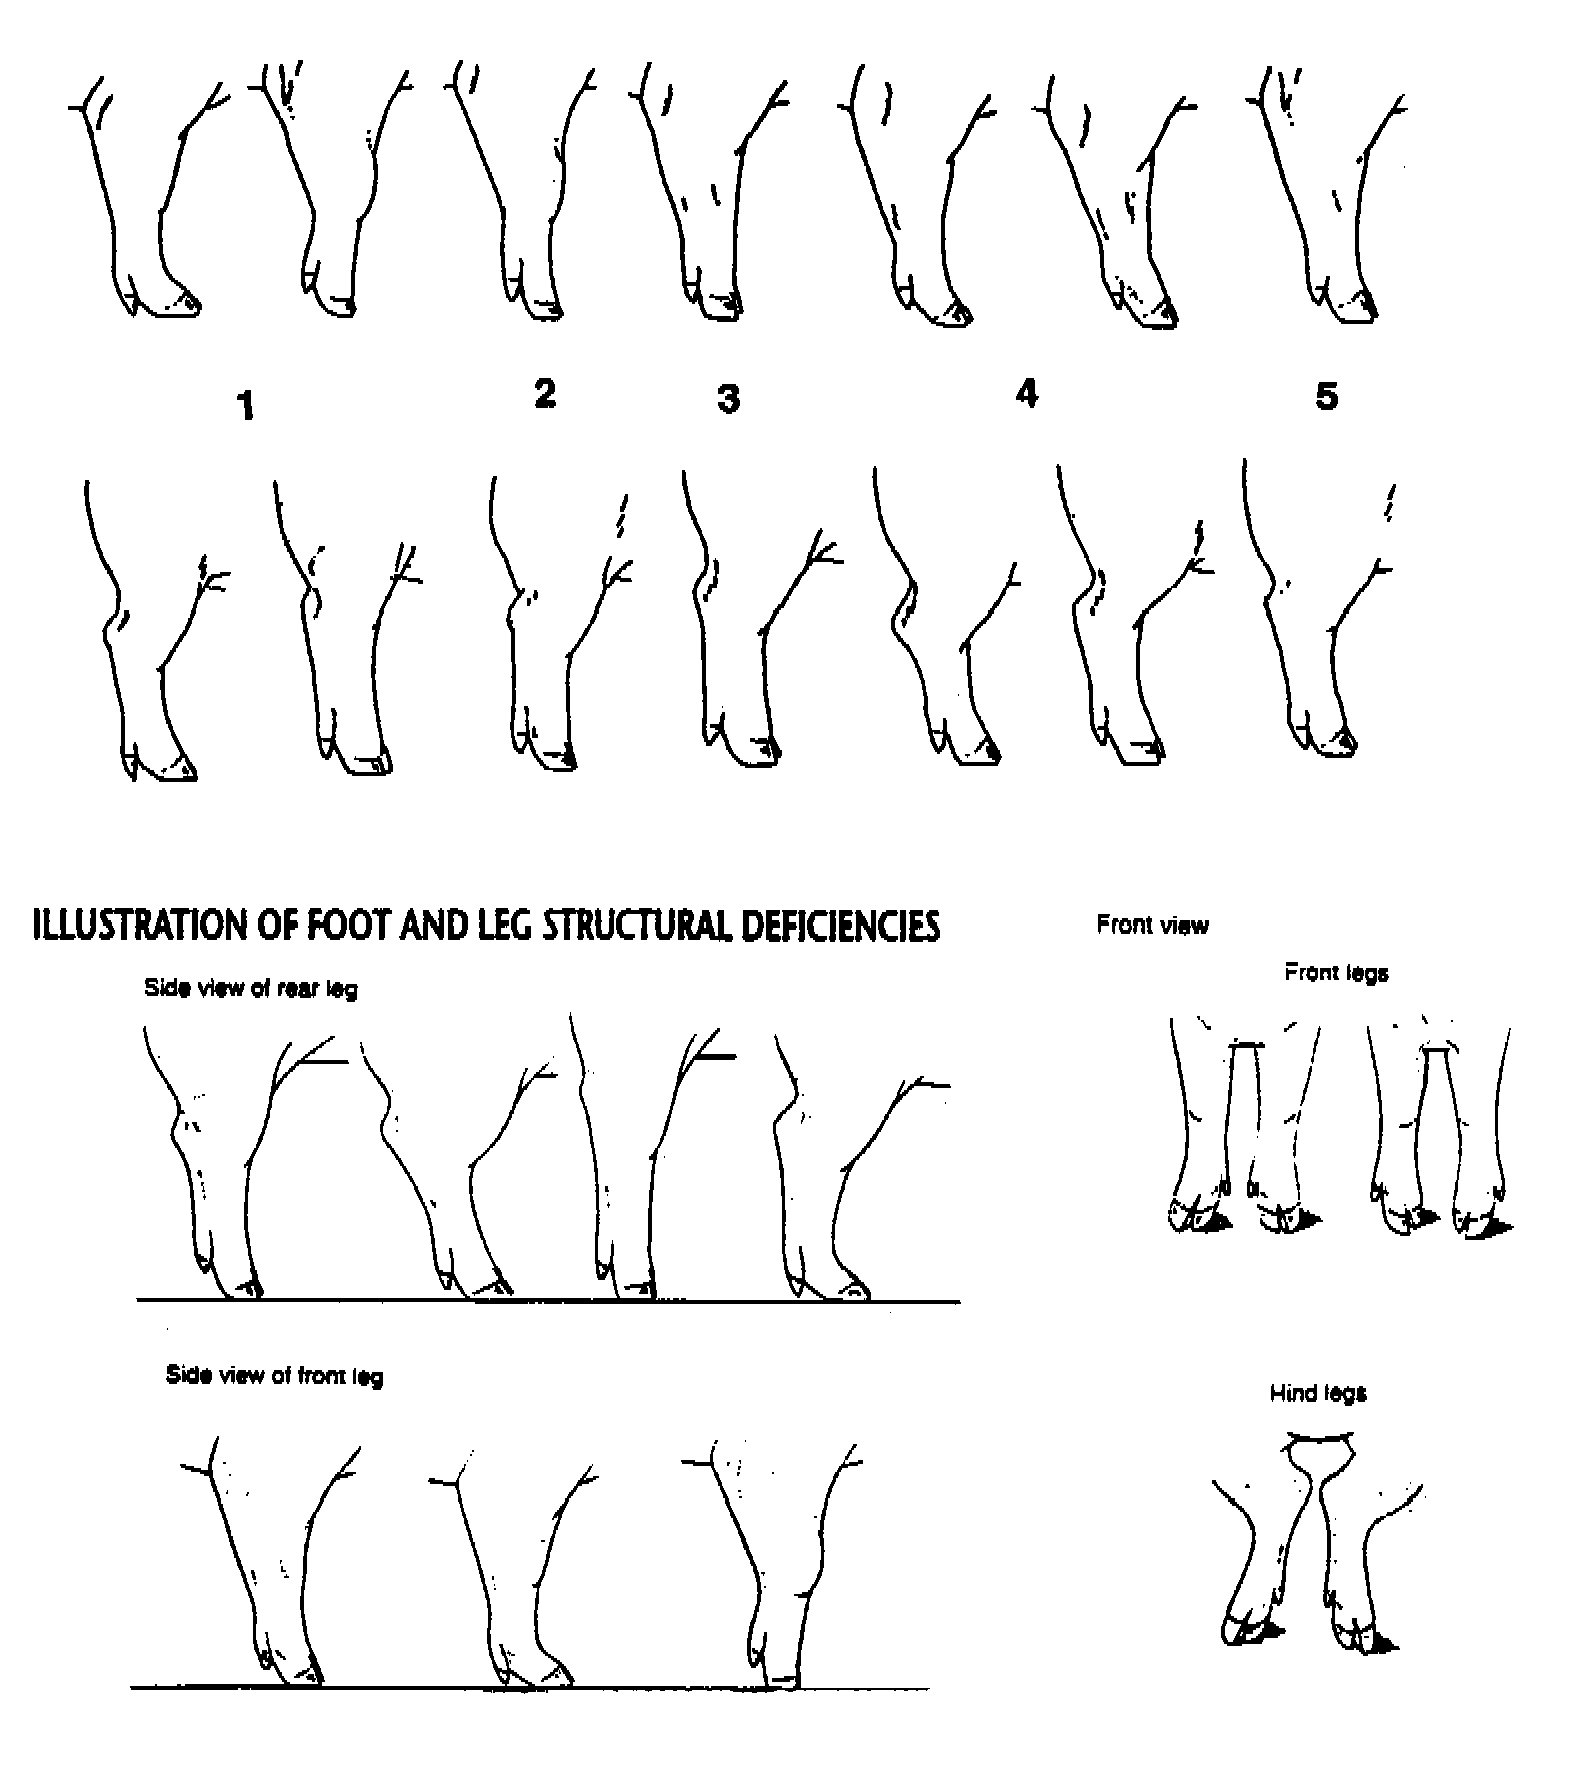 1 2 3 4 5
ILLUSTRATION OF FOOT AND LEG STRUCTURAL DEFICIENCIES
Side view of rear leg
Side view of front leg
Front view
Front legs
Hind legs